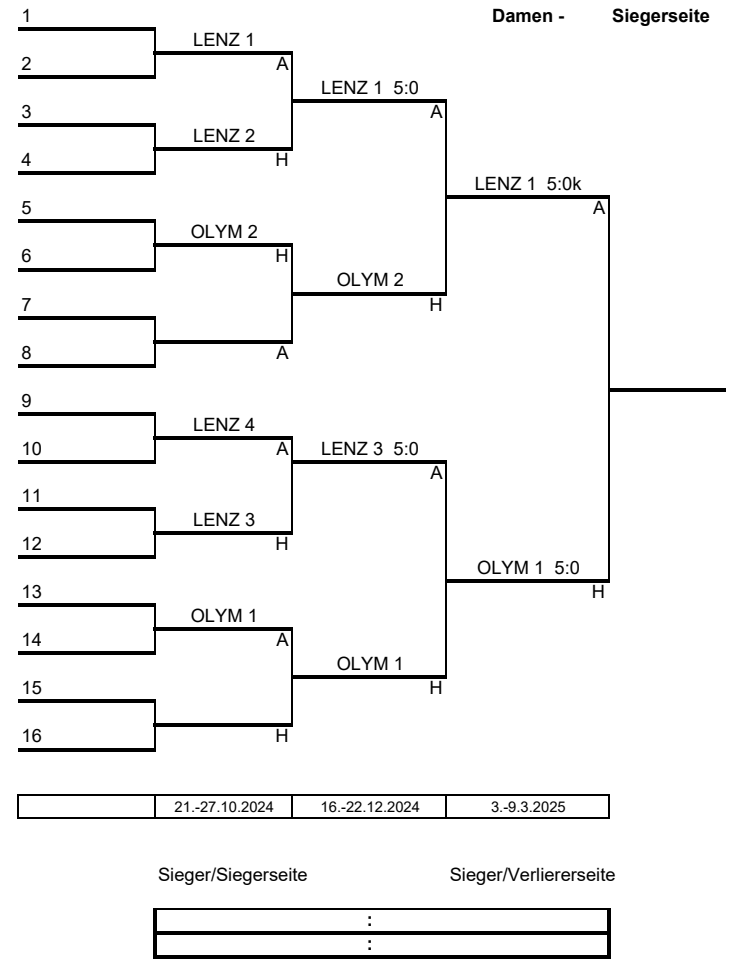 1
Damen - Siegerseite
LENZ 1
2
A
LENZ 1 5:0
3
A
LENZ 2
4
H
LENZ 1 5:0k
5
A
OLYM 2
6
H
OLYM 2
7
H
8
A
9
LENZ 4
10
A
LENZ 3 5:0
A
11
LENZ 3
12
H
OLYM 1 5:0
13
H
OLYM 1
14
A
OLYM 1
15
H
16
H
21.-27.10.2024 16.-22.12.2024 3.-9.3.2025
Sieger/Siegerseite Sieger/Verliererseite
:
: